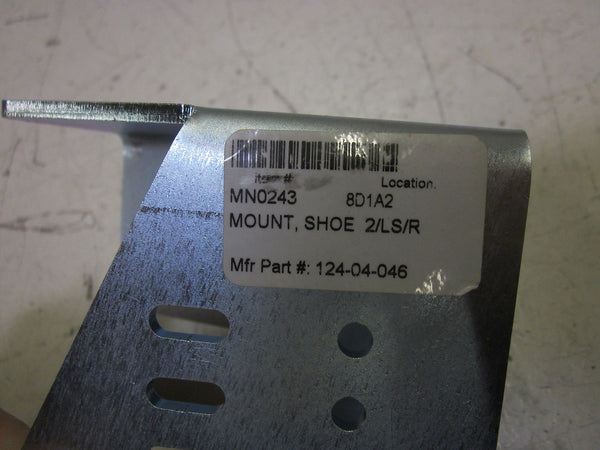 Item # Location.
MN0243 8D1A2
MOUNT, SHOE 2/LS/R
Mfr Part #: 124-04-046